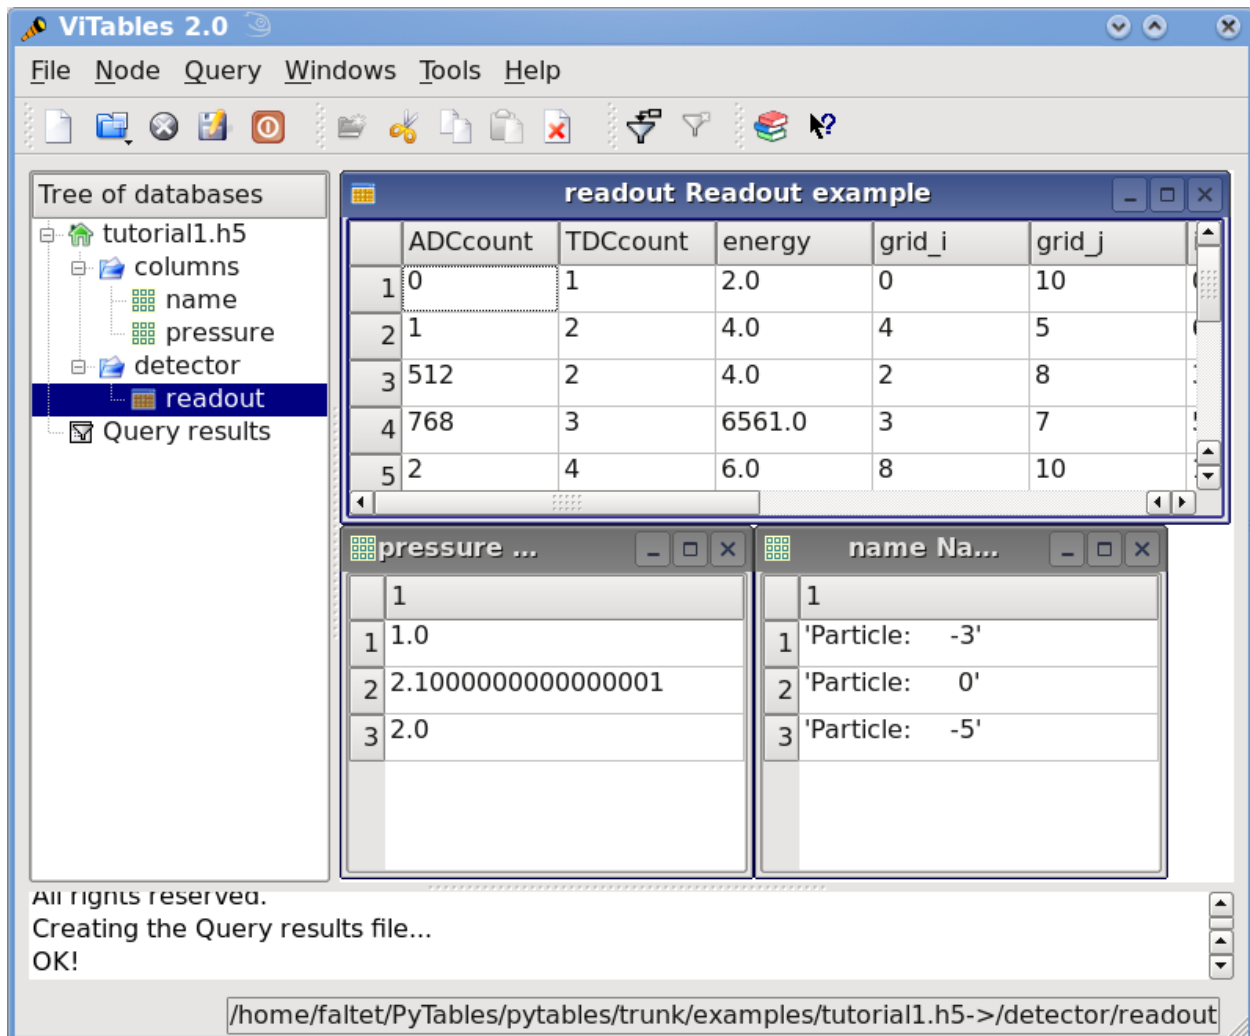 ViTables 2.0
File Node Query Windows Tools Help
Tree of databases
tutorial1.h5
columns
name
pressure
detector
readout
Query results
readout Readout example
ADCcount TDCcount energy grid_i grid_j
1 0 1 2.0 0 10
2 1 2 4.0 4 5
3 512 2 4.0 2 8
4 768 3 6561.0 3 7
5 2 4 6.0 8 10
pressure ...
1
1 1.0
2 2.1000000000000001
3 2.0
name Na...
1
1 'Particle:     -3'
2 'Particle:      0'
3 'Particle:     -5'
All rights reserved.
Creating the Query results file...
OK!
/home/faltet/PyTables/pytables/trunk/examples/tutorial1.h5->/detector/readout